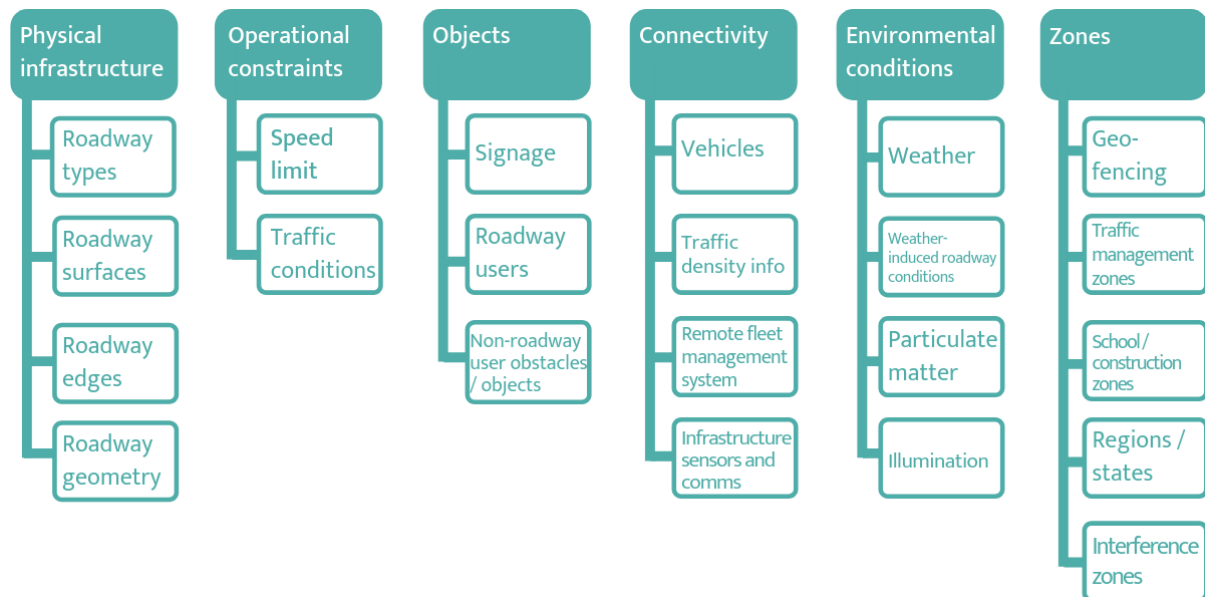 Physical
infrastructure
Roadway
types
Roadway
surfaces
Roadway
edges
Roadway
geometry
Operational
constraints
Speed
limit
Traffic
conditions
Objects
Signage
Roadway
users
Non-roadway
user obstacles
/ objects
Connectivity
Vehicles
Traffic
density info
Remote fleet
management
system
Infrastructure
sensors and
comms
Environmental
conditions
Weather
Weather-
induced roadway
conditions
Particulate
matter
Illumination
Zones
Geo-
fencing
Traffic
management
zones
School /
construction
zones
Regions /
states
Interference
zones